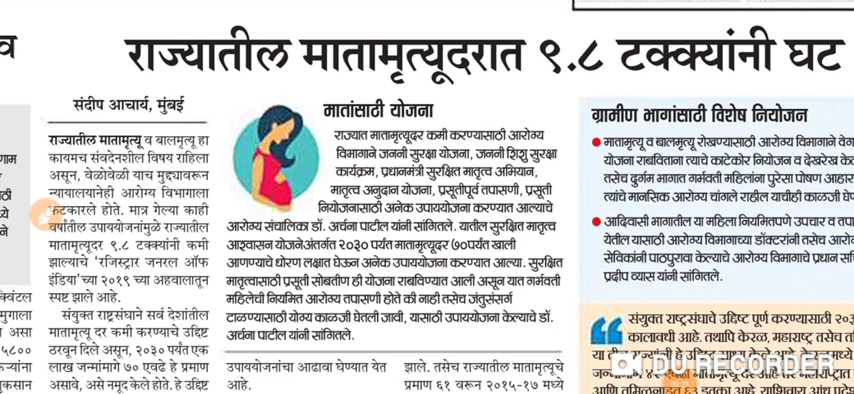 व
राज्यातील मातामृत्यूदरात ९.८ टक्क्यांनी घट
संदीप आचार्य, मुंबई
राज्यातील मातामृत्यू व बालमृत्यू हा
कायमच संवेदनशील विषय राहिला
असून, वेळोवेळी याच मुद्द्यावरून
न्यायालयानेही आरोग्य विभागाला
फटकारले होते. मात्र गेल्या काही
वर्षांतील उपाययोजनांमुळे राज्यातील
मातामृत्यूदर ९.८ टक्क्यांनी कमी
झाल्याचे 'रजिस्ट्रार जनरल ऑफ
इंडिया'च्या २०१९ च्या अहवालातून
स्पष्ट झाले आहे.
संयुक्त राष्ट्रसंघाने सर्व देशांतील
मातामृत्यू दर कमी करण्याचे उद्दिष्ट
ठरवून दिले असून, २०३० पर्यंत एक
लाख जन्मांमागे ७० एवढे हे प्रमाण
असावे, असे नमूद केले होते. हे उद्दिष्ट
मातांसाठी योजना
राज्यात मातामृत्यूदर कमी करण्यासाठी आरोग्य
विभागाने जननी सुरक्षा योजना, जननी शिशु सुरक्षा
कार्यक्रम, प्रधानमंत्री सुरक्षित मातृत्व अभियान,
मातृत्व अनुदान योजना, प्रसूतीपूर्व तपासणी, प्रसूती
नियोजनासाठी अनेक उपाययोजना करण्यात आल्याचे
आरोग्य संचालिका डॉ. अर्चना पाटील यांनी सांगितले. यातील सुरक्षित मातृत्व
आश्वासन योजनेअंतर्गत २०३० पर्यंत मातामृत्यूदर ७०पर्यंत खाली
आणण्याचे धोरण लक्षात घेऊन अनेक उपाययोजना करण्यात आल्या. सुरक्षित
मातृत्वासाठी प्रसूती सोबतीण ही योजना राबविण्यात आली असून यात गर्भवती
महिलेची नियमित आरोग्य तपासणी होते की नाही तसेच जंतुसंसर्ग
टाळण्यासाठी योग्य काळजी घेतली जावी, यासाठी उपाययोजना केल्याचे डॉ.
अर्चना पाटील यांनी सांगितले.
उपाययोजनांचा आढावा घेण्यात येत
आहे.
झाले. तसेच राज्यातील मातामृत्यूचे
प्रमाण ६१ वरून २०१५-१७ मध्ये
ग्रामीण भागांसाठी विशेष नियोजन
मातामृत्यू व बालमृत्यू रोखण्यासाठी आरोग्य विभागाने वेग
योजना राबविताना त्याचे काटेकोर नियोजन व देखरेख के
तसेच दुर्गम भागात गर्भवती महिलांना पुरेसा पोषण आहार
त्यांचे मानसिक आरोग्य चांगले राहील याचीही काळजी घे
आदिवासी मागातील या महिला नियमितपणे उपचार व तपा
येतील यासाठी आरोग्य विभागाच्या डॉक्टरांनी तसेच आरो
सेविकांनी पाठपुरावा केल्याचे आरोग्य विभागाचे प्रधान सचि
प्रदीप व्यास यांनी सांगितले.
संयुक्त राष्ट्रसंघाचे उद्दिष्ट पूर्ण करण्यासाठी २०३
कालावधी आहे. तथापि केरळ, महाराष्ट्र तसेच त
DU RECORDER